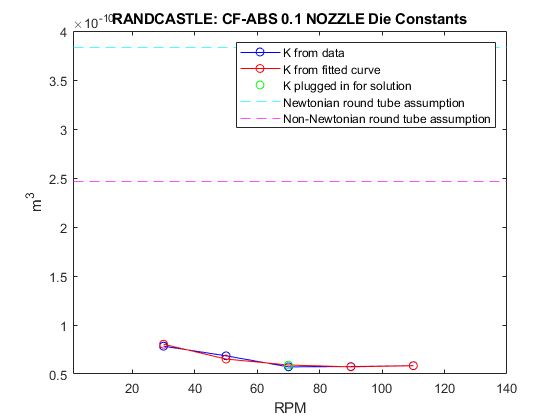 ×10-10
RANDCASTLE: CF-ABS 0.1 NOZZLE Die Constants
4
3.5
3
2.5
2
1.5
1
0.5
m3
K from data
K from fitted curve
K plugged in for solution
Newtonian round tube assumption
Non-Newtonian round tube assumption
20 40 60 80 100 120 140
RPM